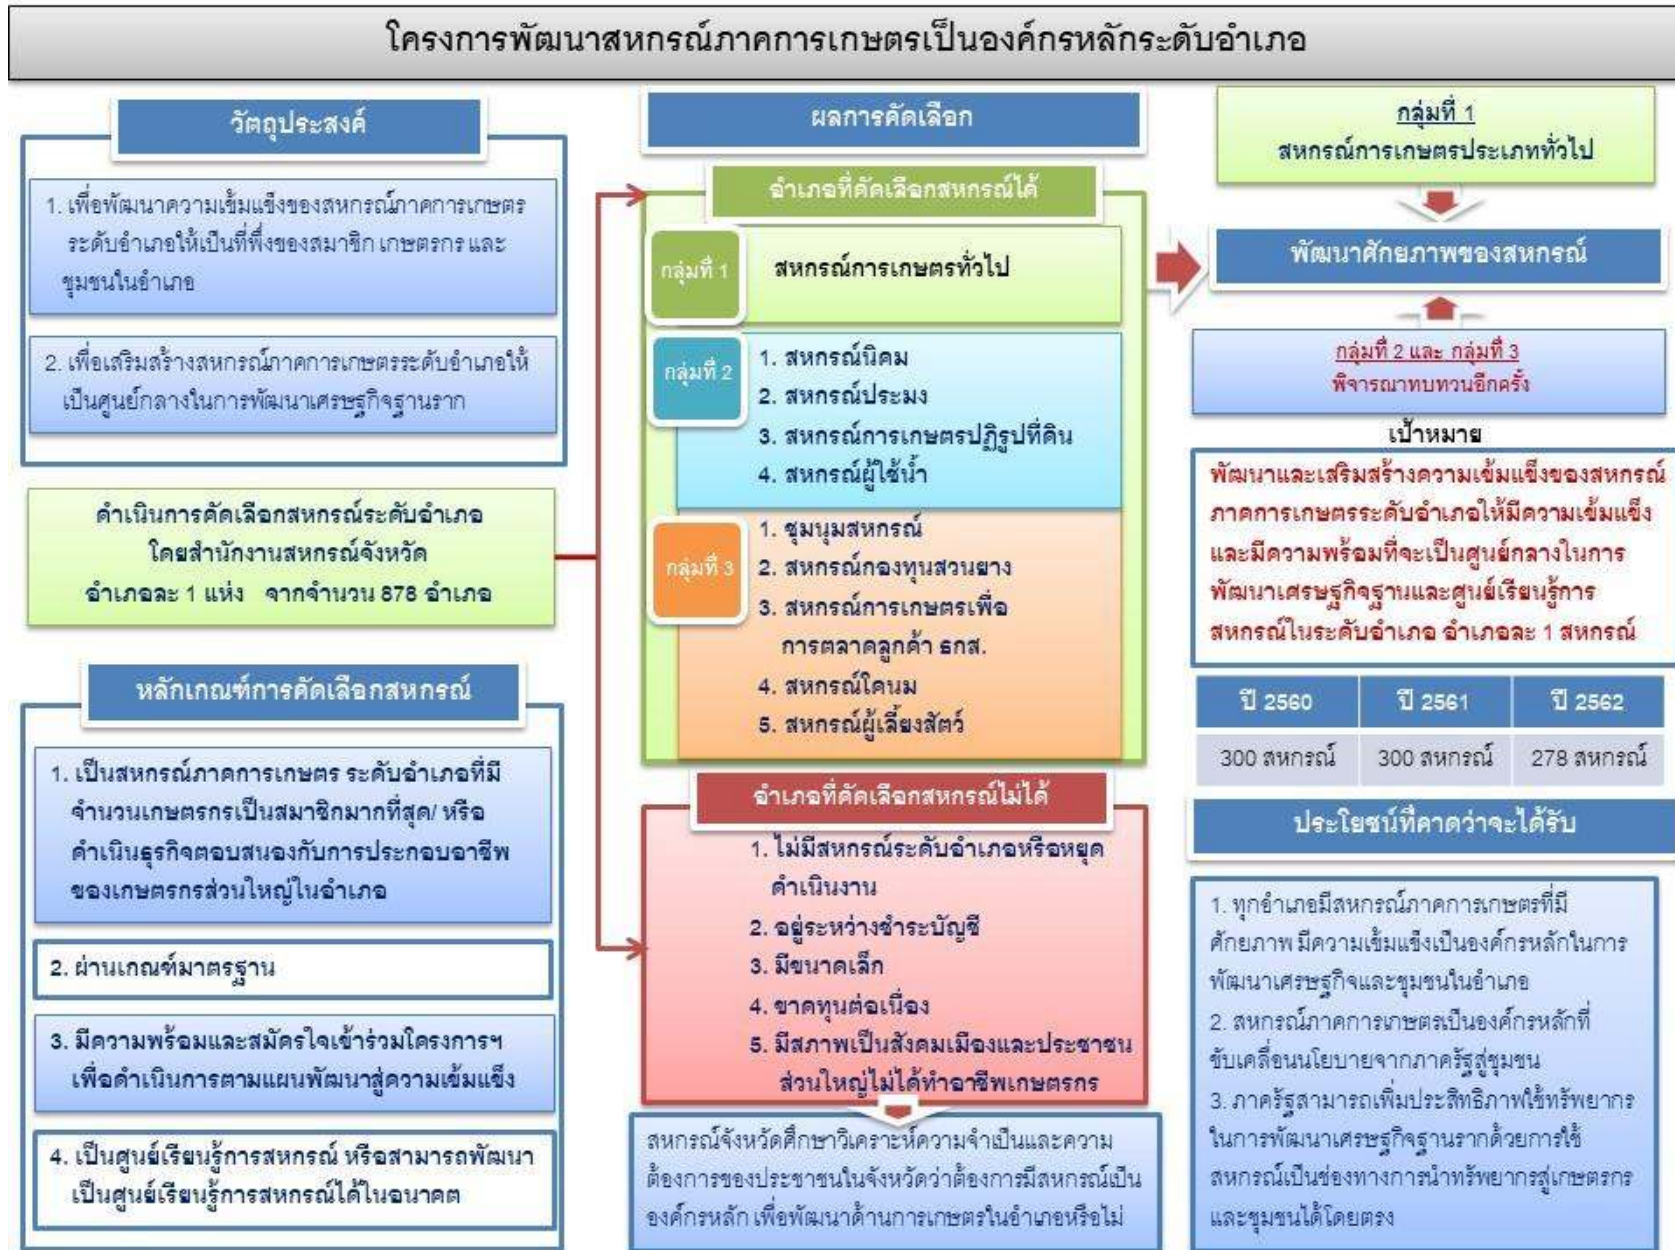 โครงการพัฒนาสหกรณ์ภาคการเกษตรเป็นองค์กรหลักระดับอำเภอ
วัตถุประสงค์
1. เพื่อพัฒนาความเข้มแข็งของสหกรณ์ภาคการเกษตร
ระดับอำเภอให้เป็นที่พึ่งของสมาชิก เกษตรกร และ
ชุมชนในอำเภอ
2. เพื่อเสริมสร้างสหกรณ์ภาคการเกษตรระดับอำเภอให้
เป็นศูนย์กลางในการพัฒนาเศรษฐกิจฐานราก
ดำเนินการคัดเลือกสหกรณ์ระดับอำเภอ
โดยสำนักงานสหกรณ์จังหวัด
อำเภอละ 1 แห่ง จากจำนวน 878 อำเภอ
หลักเกณฑ์การคัดเลือกสหกรณ์
1. เป็นสหกรณ์ภาคการเกษตร ระดับอำเภอที่มี
จำนวนเกษตรกรเป็นสมาชิกมากที่สุด/ หรือ
ดำเนินธุรกิจตอบสนองกับการประกอบอาชีพ
ของเกษตรกรส่วนใหญ่ในอำเภอ
2. ผ่านเกณฑ์มาตรฐาน
3. มีความพร้อมและสมัครใจเข้าร่วมโครงการฯ
เพื่อดำเนินการตามแผนพัฒนาสู่ความเข้มแข็ง
4. เป็นศูนย์เรียนรู้การสหกรณ์ หรือสามารถพัฒนา
เป็นศูนย์เรียนรู้การสหกรณ์ได้ในอนาคต
ผลการคัดเลือก
อำเภอที่คัดเลือกสหกรณ์ได้
กลุ่มที่ 1
สหกรณ์การเกษตรทั่วไป
กลุ่มที่ 2
1. สหกรณ์นิคม
2. สหกรณ์ประมง
3. สหกรณ์การเกษตรปฏิรูปที่ดิน
4. สหกรณ์ผู้ใช้น้ำ
กลุ่มที่ 3
1. ชุมนุมสหกรณ์
2. สหกรณ์กองทุนสวนยาง
3. สหกรณ์การเกษตรเพื่อ
การตลาดลูกค้า ธกส.
4. สหกรณ์โคนม
5. สหกรณ์ผู้เลี้ยงสัตว์
อำเภอที่คัดเลือกสหกรณ์ไม่ได้
1. ไม่มีสหกรณ์ระดับอำเภอหรือหยุด
ดำเนินงาน
2. อยู่ระหว่างชำระบัญชี
3. มีขนาดเล็ก
4. ขาดทุนต่อเนื่อง
5. มีสภาพเป็นสังคมเมืองและประชาชน
ส่วนใหญ่ไม่ได้ทำอาชีพเกษตรกร
สหกรณ์จังหวัดศึกษาวิเคราะห์ความจำเป็นและความ
ต้องการของประชาชนในจังหวัดว่าต้องการมีสหกรณ์เป็น
องค์กรหลัก เพื่อพัฒนาด้านการเกษตรในอำเภอหรือไม่
กลุ่มที่ 1
สหกรณ์การเกษตรประเภททั่วไป
พัฒนาศักยภาพของสหกรณ์
กลุ่มที่ 2 และ กลุ่มที่ 3
พิจารณาทบทวนอีกครั้ง
เป้าหมาย
พัฒนาและเสริมสร้างความเข้มแข็งของสหกรณ์
ภาคการเกษตรระดับอำเภอให้มีความเข้มแข็ง
และมีความพร้อมที่จะเป็นศูนย์กลางในการ
พัฒนาเศรษฐกิจฐานและศูนย์เรียนรู้การ
สหกรณ์ในระดับอำเภอ อำเภอละ 1 สหกรณ์
ปี 2560 ปี 2561 ปี 2562
300 สหกรณ์ 300 สหกรณ์ 278 สหกรณ์
ประโยชน์ที่คาดว่าจะได้รับ
1. ทุกอำเภอมีสหกรณ์ภาคการเกษตรที่มี
ศักยภาพ มีความเข้มแข็งเป็นองค์กรหลักในการ
พัฒนาเศรษฐกิจและชุมชนในอำเภอ
2. สหกรณ์ภาคการเกษตรเป็นองค์กรหลักที่
ขับเคลื่อนนโยบายจากภาครัฐสู่ชุมชน
3. ภาครัฐสามารถเพิ่มประสิทธิภาพใช้ทรัพยากร
ในการพัฒนาเศรษฐกิจฐานรากด้วยการใช้
สหกรณ์เป็นช่องทางการนำทรัพยากรสู่เกษตรกร
และชุมชนได้โดยตรง